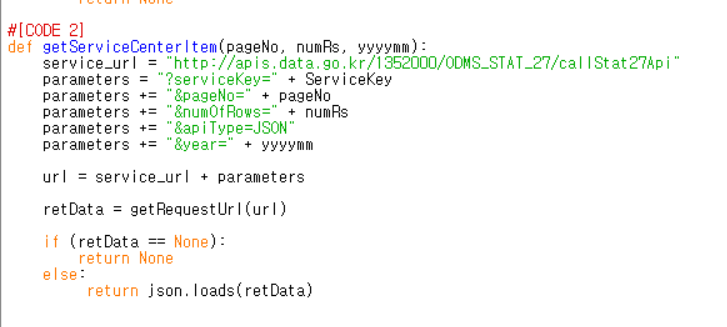 return None
#[CODE 2]
def getServiceCenterItem(pageNo, numRs, yyyymm):
    service_url = "http://apis.data.go.kr/1352000/ODMS_STAT_27/callStat27Api"
    parameters = "?serviceKey=" + ServiceKey
    parameters += "&pageNo=" + pageNo
    parameters += "&numOfRows=" + numRs
    parameters += "&apiType=JSON"
    parameters += "&year=" + yyyymm
    url = service_url + parameters
    retData = getRequestUrl(url)
    if (retData == None):
        return None
    else:
         return json.loads(retData)